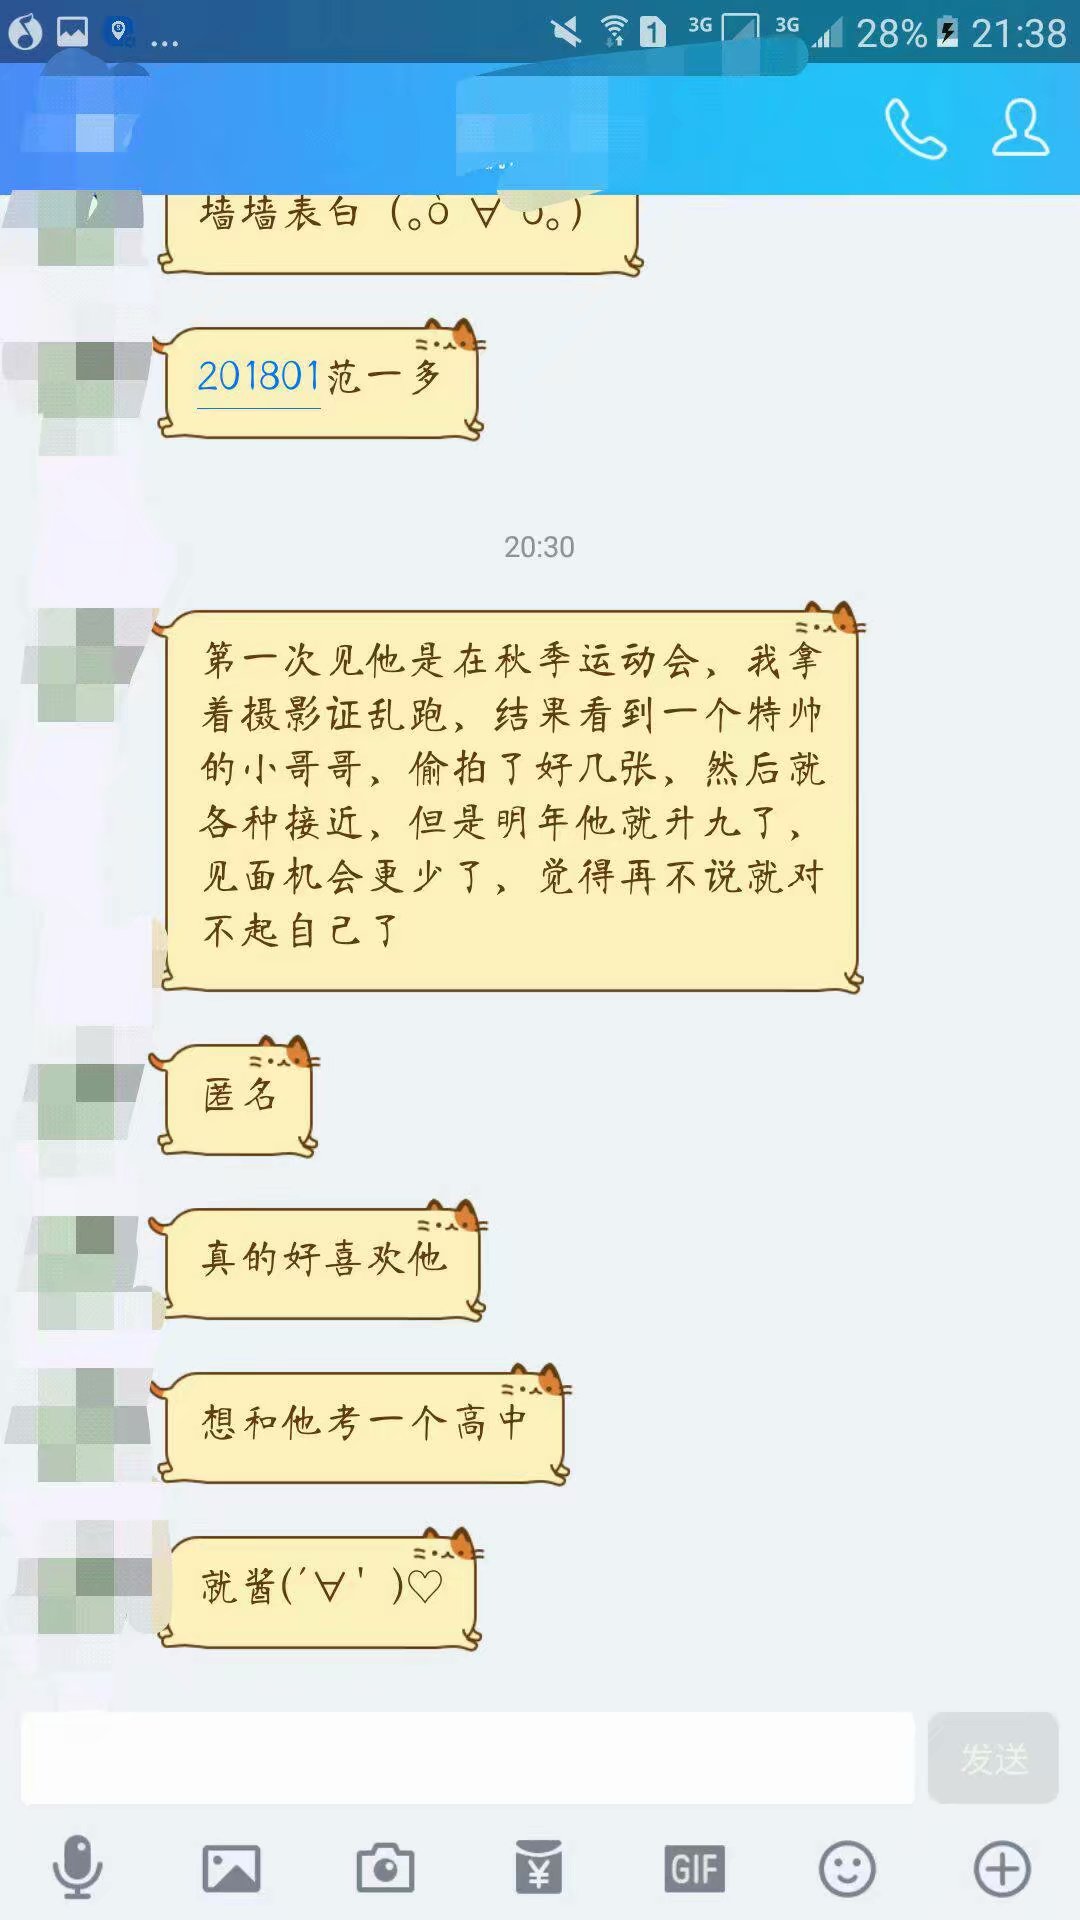 ... 1 3G 3G 28% 21:38
墙墙表白（｡ò ∀ ó｡）
201801范一多
20:30
第一次见他是在秋季运动会、我拿
着摄影证乱跑、结果看到一个特帅
的小哥哥，偷拍了好几张，然后就
各种接近，但是明年他就升九了，
见面机会更少了，觉得再不说就对
不起自己了
匿名
真的好喜欢他
想和他考一个高中
就酱(´∀＇)♡
发送
GIF